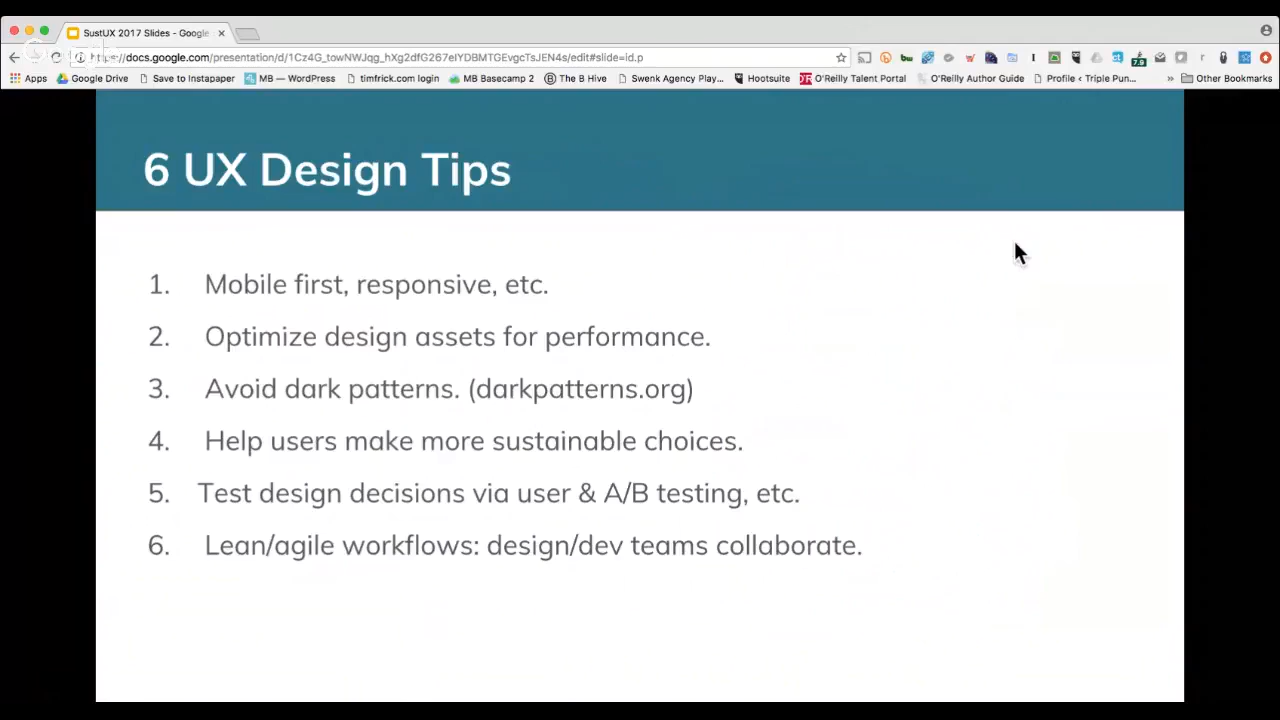 SustUX 2017 Slides - Google
https://docs.google.com/presentation/d/1Cz4G_towNWJqg_hXg2dfG267eIYDBMTGEvgcTsJEN4s/edit#slide=id.p
Apps Google Drive Save to Instapaper MB — WordPress timfrick.com login MB Basecamp 2 The B Hive Swenk Agency Play... Hootsuite O'Reilly Talent Portal O'Reilly Author Guide Profile ‹ Triple Pun... » Other Bookmarks
6 UX Design Tips
1. Mobile first, responsive, etc.
2. Optimize design assets for performance.
3. Avoid dark patterns. (darkpatterns.org)
4. Help users make more sustainable choices.
5. Test design decisions via user & A/B testing, etc.
6. Lean/agile workflows: design/dev teams collaborate.